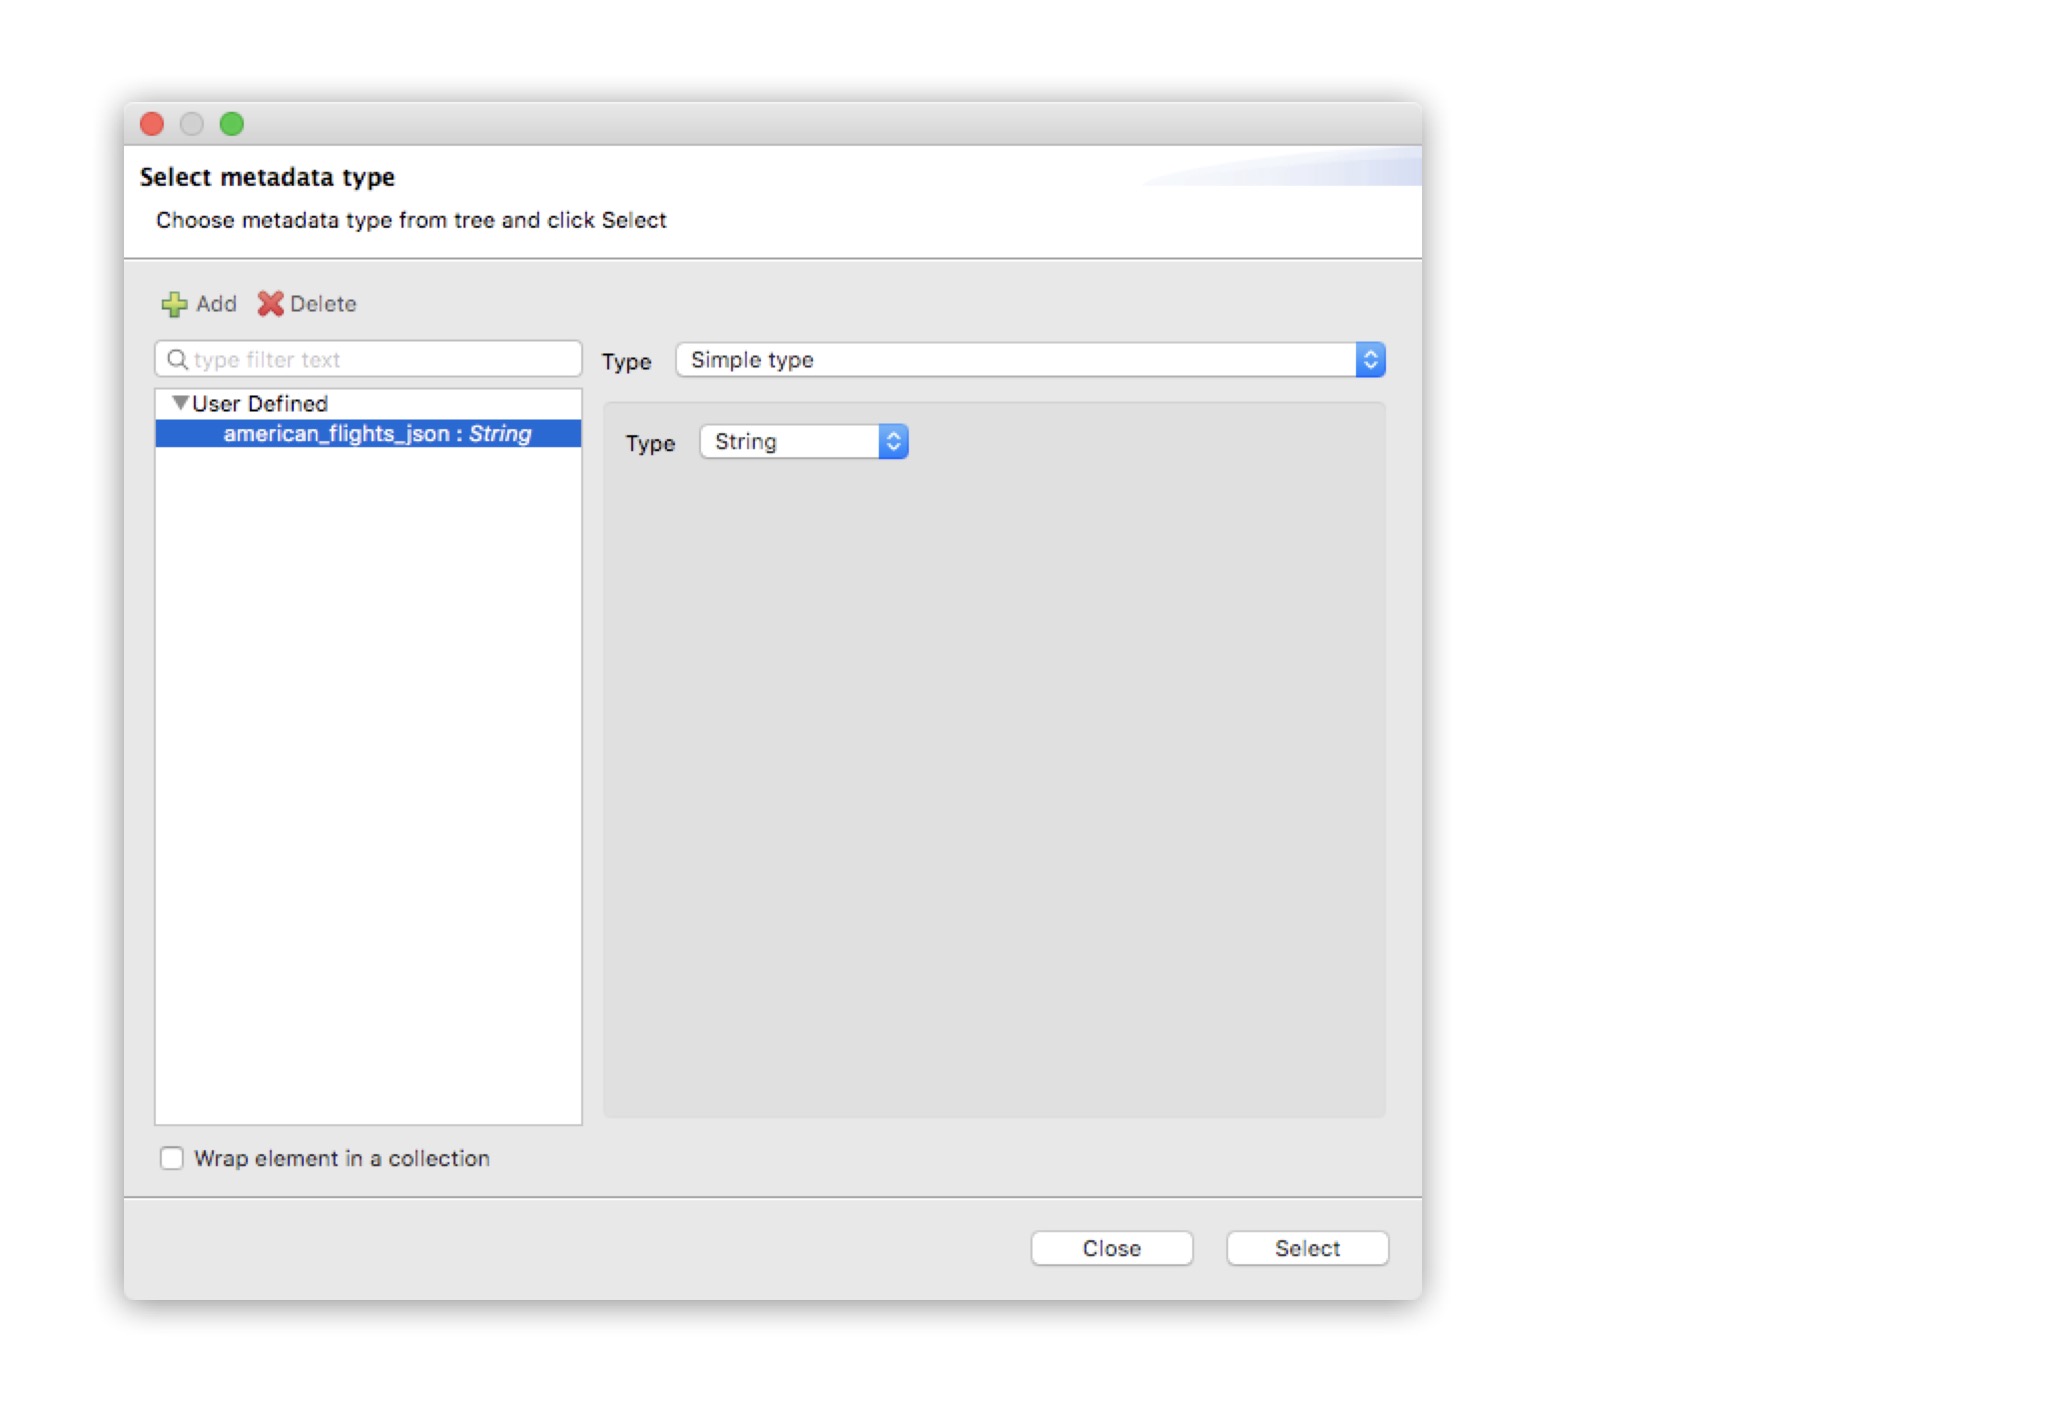 Select metadata type
Choose metadata type from tree and click Select
Add Delete
type filter text
Type Simple type
User Defined
american_flights_json : String
Type String
Wrap element in a collection
Close Select